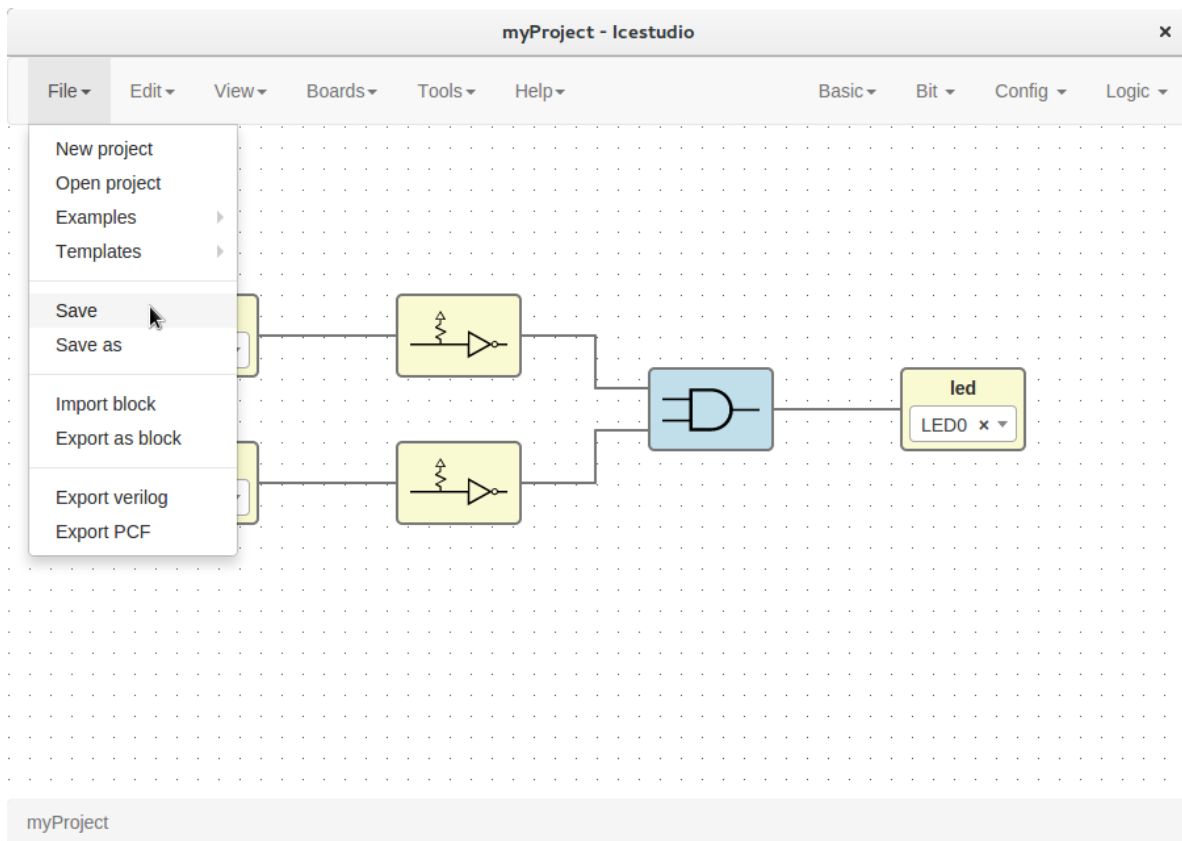 myProject - Icestudio ×
File Edit View Boards Tools Help Basic Bit Config Logic
New project
Open project
Examples
Templates
Save
Save as
Import block
Export as block
Export verilog
Export PCF
led
LED0 ×
myProject